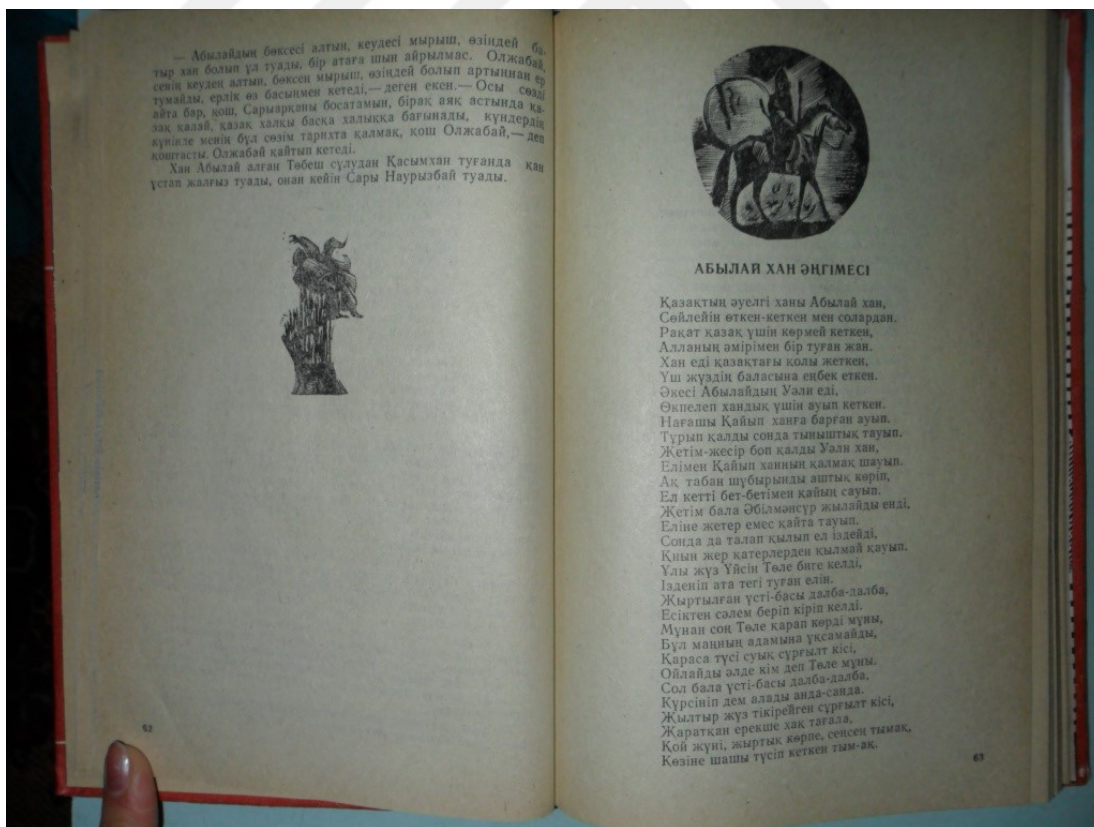 — Абылайдың бөксесі алтын, кеудесі мырыш, өзіндей ба-
тыр хан болып ұл туады, бір атаға шын айрылмас. Олжабай,
сенің кеудең алтын, бөксең мырыш, өзіндей болып артыннан ер
тумайды, ерлік өз басыңмен кетеді,— деген екен.— Осы сөзді
айта бар, қош, Сарыарқаны босатамын, бірақ аяқ астында қа-
зақ қалай, қазақ халқы басқа халыққа бағынады, күндердің
күнінде менің бұл сөзім тарихта қалмақ, қош Олжабай,— деп
қоштасты. Олжабай қайтып кетеді.
Хан Абылай алған Төбеш сұлудан Қасымхан туғанда қан
ұстап жалғыз туады, онан кейін Сары Наурызбай туады.
62
АБЫЛАЙ ХАН ӘҢГІМЕСІ
Қазақтың әуелгі ханы Абылай хан,
Сөйлейін өткен-кеткен мен солардан.
Рақат қазақ үшін көрмей кеткен,
Алланың әмірімен бір туған жан.
Хан еді қазақтағы қолы жеткен,
Үш жүздің баласына еңбек еткен.
Әкесі Абылайдың Уәли еді,
Өкпелеп хандық үшін ауып кеткен.
Нағашы Қайып ханға барған ауып.
Тұрып қалды сонда тыныштық тауып.
Жетім-жесір боп қалды Уәли хан,
Елімен Қайып ханның қалмақ шауып.
Ақ табан шұбырынды аштық көріп,
Ел кетті бет-бетімен қайың сауып.
Жетім бала Әбілмәнсүр жылайды енді,
Еліне жетер емес қайта тауып.
Сонда да талап қылып ел іздейді,
Қиын жер қатерлерден қылмай қауып.
Ұлы жүз Үйсін Төле биге келді,
Ізденіп ата тегі туған елін.
Жыртылған үсті-басы далба-далба,
Есіктен сәлем беріп кіріп келді.
Мұнан соң Төле қарап көрді мұны,
Бұл маңның адамына ұқсамайды,
Қараса түсі суық сұрғылт кісі,
Ойлайды әлде кім деп Төле мұны.
Сол бала үсті-басы далба-далба,
Күрсініп дем алады анда-санда.
Жылтыр жүз тікірейген сұрғылт кісі,
Жаратқан ерекше хақ тағала,
Қой жүні, жыртық көрпе, сеңсең тымақ,
Көзіне шашы түсіп кеткен тым-ақ.
63